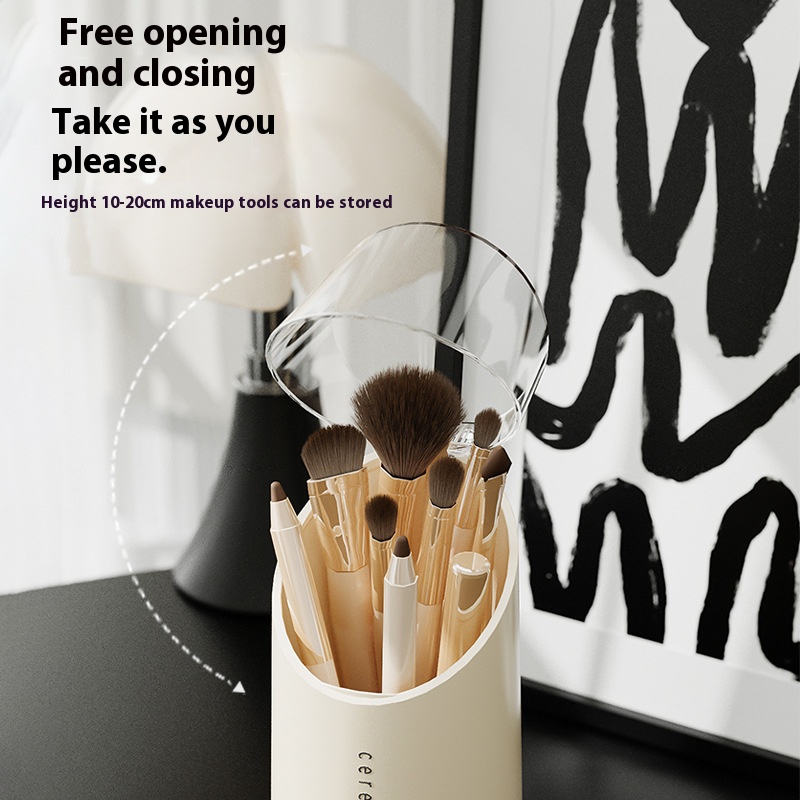 Free opening
and closing
Take it as you
please.
Height 10-20cm makeup tools can be stored
cere